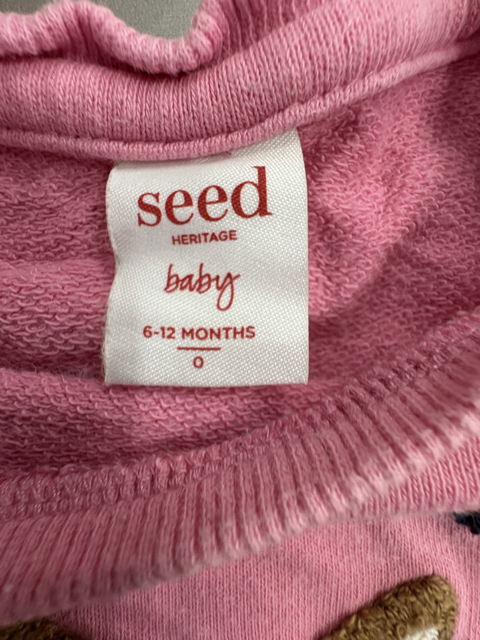 seed
HERITAGE
baby
6-12 MONTHS
0